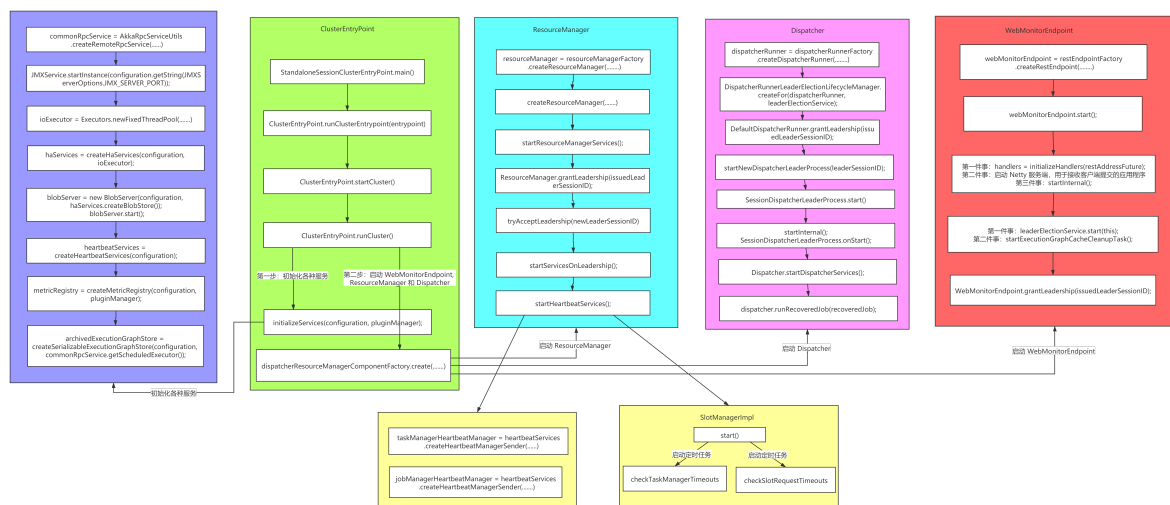 commonRpcService = AkkaRpcServiceUtils
.createRemoteRpcService(......)
JMXService.startInstance(configuration.getString(JMXS
erverOptions.JMX_SERVER_PORT));
ioExecutor = Executors.newFixedThreadPool(......)
haServices = createHaServices(configuration,
ioExecutor);
blobServer = new BlobServer(configuration,
haServices.createBlobStore());
blobServer.start();
heartbeatServices =
createHeartbeatServices(configuration);
metricRegistry = createMetricRegistry(configuration,
pluginManager);
archivedExecutionGraphStore =
createSerializableExecutionGraphStore(configuration,
commonRpcService.getScheduledExecutor());
初始化各种服务
ClusterEntryPoint
StandaloneSessionClusterEntryPoint.main()
ClusterEntryPoint.runClusterEntrypoint(entrypoint)
ClusterEntryPoint.startCluster()
ClusterEntryPoint.runCluster()
第一步：初始化各种服务
第二步：启动 WebMonitorEndpoint,
ResourceManager 和 Dispatcher
initializeServices(configuration, pluginManager);
dispatcherResourceManagerComponentFactory.create(......)
ResourceManager
resourceManager = resourceManagerFactory
.createResourceManager(......)
createResourceManager(......)
startResourceManagerServices();
ResourceManager.grantLeadership(issuedLead
erSessionID);
tryAcceptLeadership(newLeaderSessionID)
startServicesOnLeadership();
startHeartbeatServices();
启动 ResourceManager
Dispatcher
dispatcherRunner = dispatcherRunnerFactory
.createDispatcherRunner(.......)
DispatcherRunnerLeaderElectionLifecycleManager.
createFor(dispatcherRunner,
leaderElectionService);
DefaultDispatcherRunner.grantLeadership(issu
edLeaderSessionID);
startNewDispatcherLeaderProcess(leaderSessionID);
SessionDispatcherLeaderProcess.start()
startInternal();
SessionDispatcherLeaderProcess.onStart();
Dispatcher.startDispatcherServices();
dispatcher.runRecoveredJob(recoveredJob);
启动 Dispatcher
WebMonitorEndpoint
webMonitorEndpoint = restEndpointFactory
.createRestEndpoint(......)
webMonitorEndpoint.start();
第一件事：handlers = initializeHandlers(restAddressFuture);
第二件事：启动 Netty 服务端，用于接收客户端提交的应用程序
第三件事：startInternal();
第一件事：leaderElectionService.start(this);
第二件事：startExecutionGraphCacheCleanupTask();
WebMonitorEndpoint.grantLeadership(issuedLeaderSessionID);
启动 WebMonitorEndpoint
taskManagerHeartbeatManager = heartbeatServices
.createHeartbeatManagerSender(......)
jobManagerHeartbeatManager = heartbeatServices
.createHeartbeatManagerSender(......)
SlotManagerImpl
start()
启动定时任务
启动定时任务
checkTaskManagerTimeouts
checkSlotRequestTimeouts